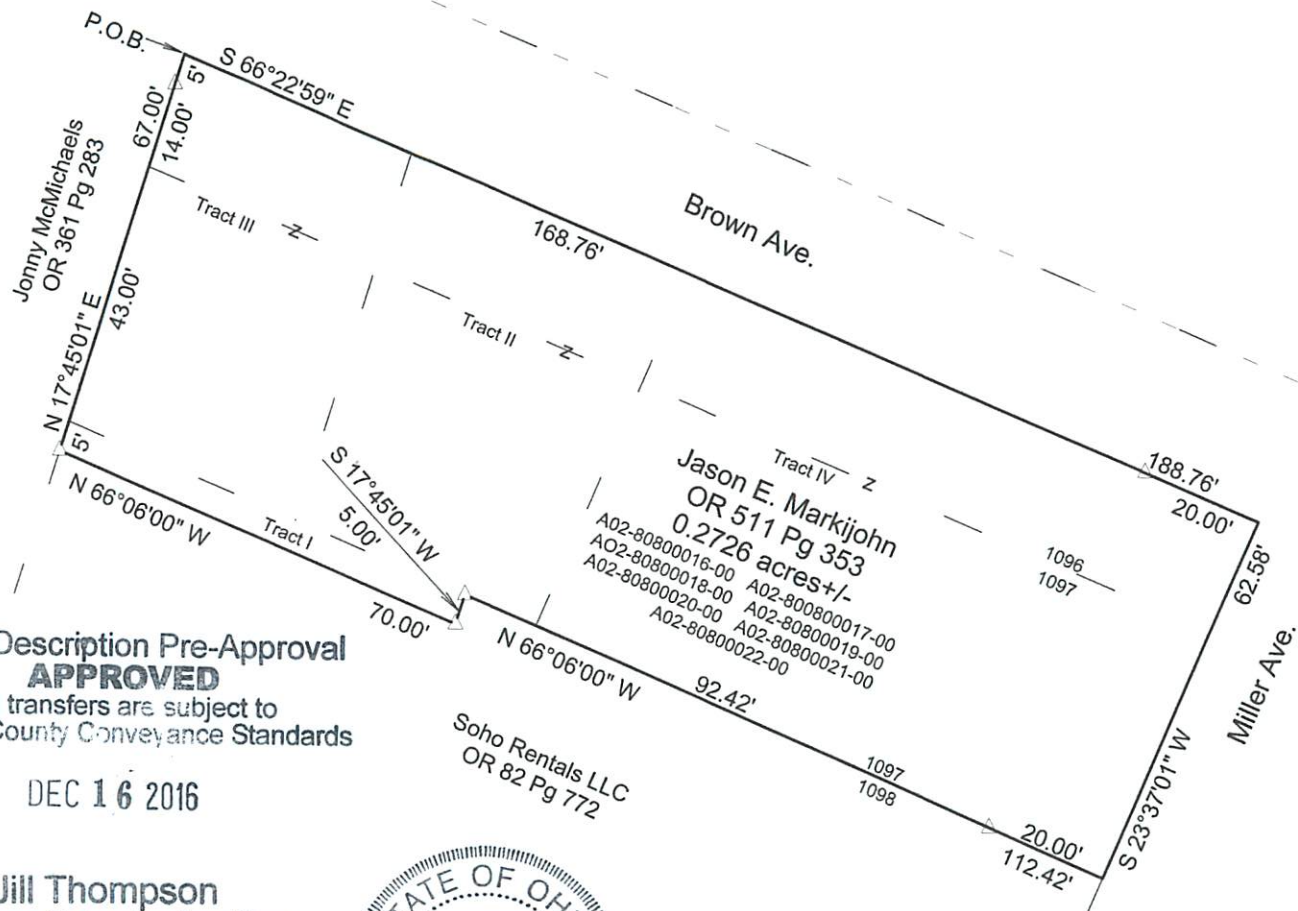 P.O.B.
5'
S 66°22'59" E
67.00'
14.00'
Jonny McMichaels
OR 361 Pg 283
Tract III
Z
168.76'
Brown Ave.
43.00'
N 17°45'01" E
Tract II
Z
5'
S 17°45'01" W
5.00'
N 66°06'00" W
Tract I
70.00'
Jason E. Markijohn
OR 511 Pg 353
0.2726 acres+/-
Tract IV
Z
188.76'
20.00'
A02-80800016-00 A02-800800017-00
AO2-80800018-00 A02-80800019-00
A02-80800020-00 A02-80800021-00
A02-80800022-00
1096
1097
62.58'
Miller Ave.
N 66°06'00" W
92.42'
1097
1098
20.00'
112.42'
S 23°37'01" W
Soho Rentals LLC
OR 82 Pg 772
Description Pre-Approval
APPROVED
transfers are subject to
County Conveyance Standards
DEC 16 2016
Jill Thompson
OF